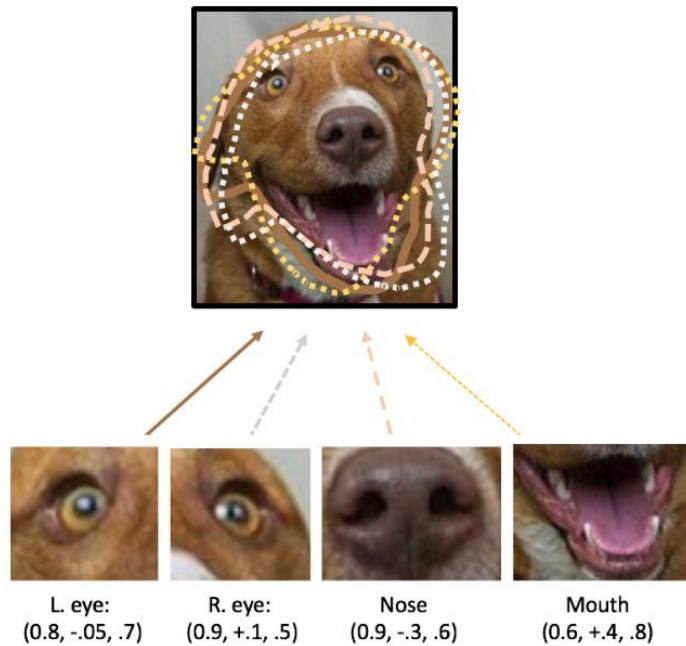 L. eye:
(0.8, -.05, .7)
R. eye:
(0.9, +.1, .5)
Nose
(0.9, -.3, .6)
Mouth
(0.6, +.4, .8)